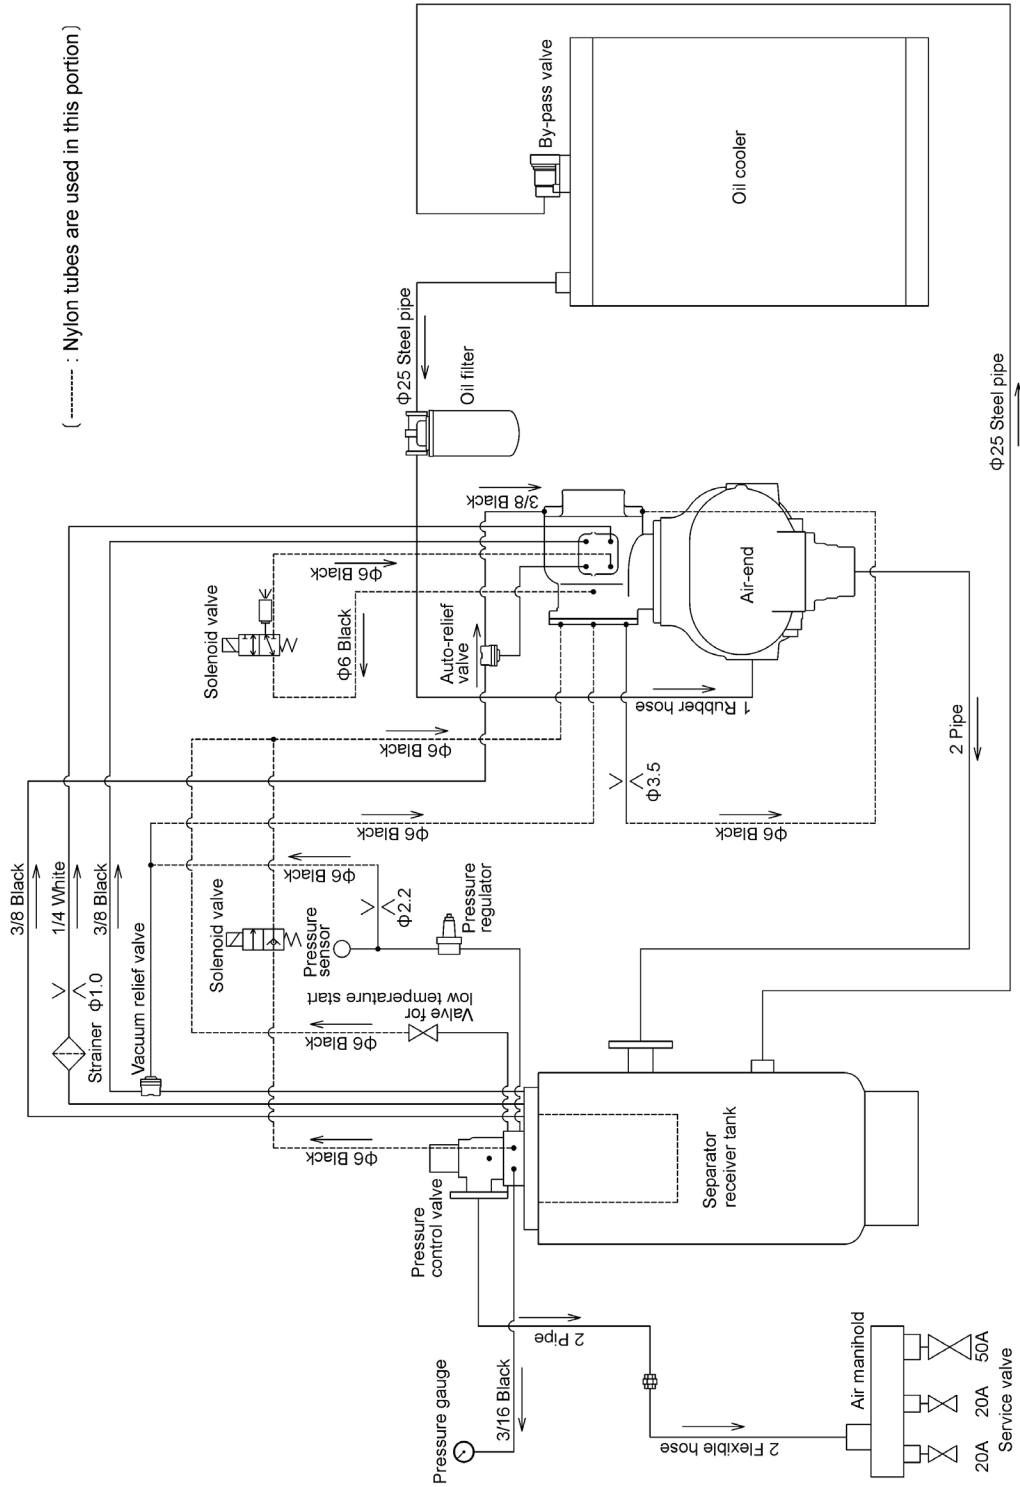 ( ------- : Nylon tubes are used in this portion )
By-pass valve
Oil cooler
Φ25 Steel pipe
Oil filter
Φ25 Steel pipe
3/8 Black
Φ6 Black
Solenoid valve
Φ6 Black
Auto-relief
valve
Air-end
1 Rubber hose
2 Pipe
Φ6 Black
Φ3.5
Φ6 Black
Φ6 Black
3/8 Black
1/4 White
3/8 Black
Φ6 Black
Φ2.2
Solenoid valve
Pressure
sensor
Pressure
regulator
Vacuum relief valve
Strainer Φ1.0
Valve for
low temperature start
Φ6 Black
Φ6 Black
Pressure
control valve
Separator
receiver tank
2 Pipe
3/16 Black
Pressure gauge
2 Flexible hose
Air manifold
50A
20A
20A
Service valve